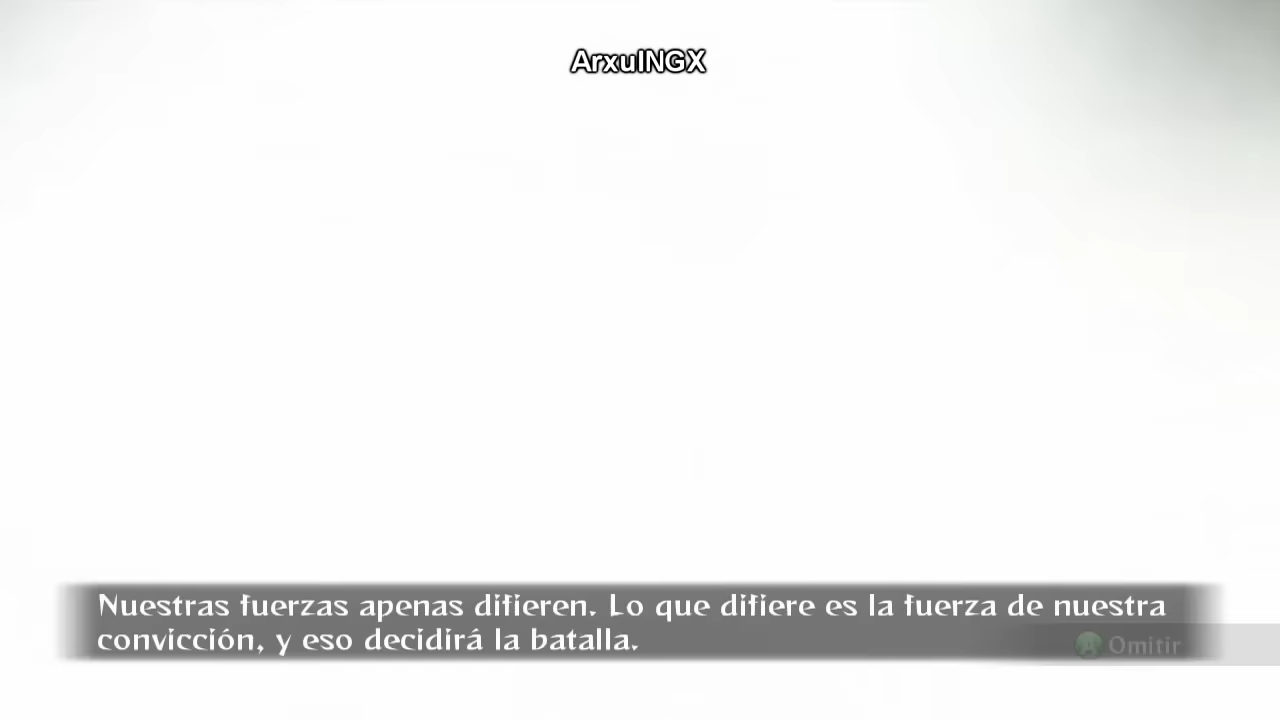 ArxuINGX
Nuestras fuerzas apenas difieren. Lo que difiere es la fuerza de nuestra
convicción, y eso decidirá la batalla.
A Omitir